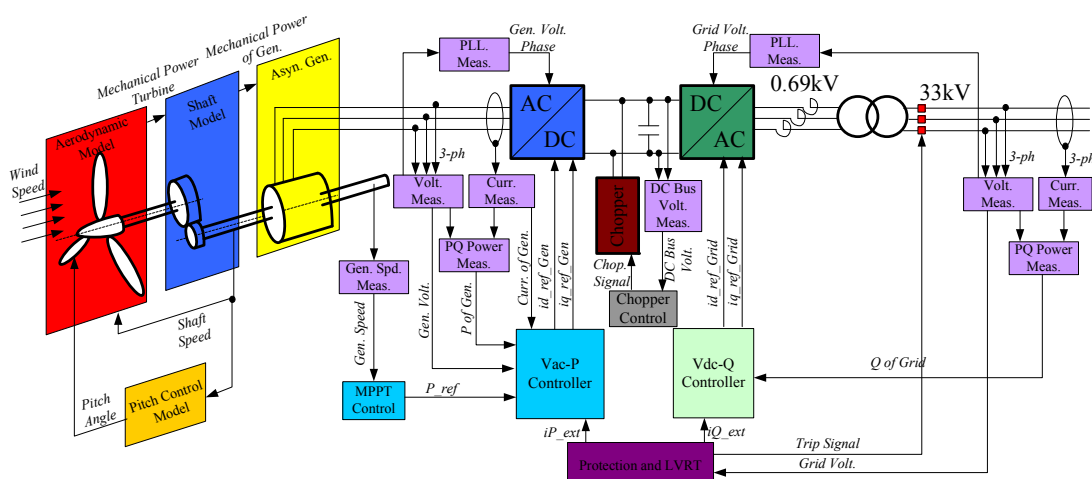 Mechanical Power
of Gen.
Mechanical Power
Turbine
Asyn. Gen.
Shaft
Model
Aerodynamic
Model
Wind
Speed
Shaft
Speed
Pitch
Angle
Pitch Control
Model
PLL.
Meas.
Gen. Volt.
Phase
AC
DC
Grid Volt.
Phase
PLL.
Meas.
DC
AC
0.69kV
33kV
3-ph
Volt.
Meas.
Curr.
Meas.
PQ Power
Meas.
Gen. Spd.
Meas.
Gen. Speed
Gen. Volt.
P of Gen.
Curr. of Gen.
id_ref_Gen
iq_ref_Gen
Chopper
Chop.
Signal
DC Bus
Volt.
Meas.
DC Bus
Volt.
Chopper
Control
id_ref_Grid
iq_ref_Grid
3-ph
3-ph
Volt.
Meas.
Curr.
Meas.
PQ Power
Meas.
MPPT
Control
P_ref
Vac-P
Controller
Vdc-Q
Controller
Q of Grid
iP_ext
iQ_ext
Protection and LVRT
Trip Signal
Grid Volt.